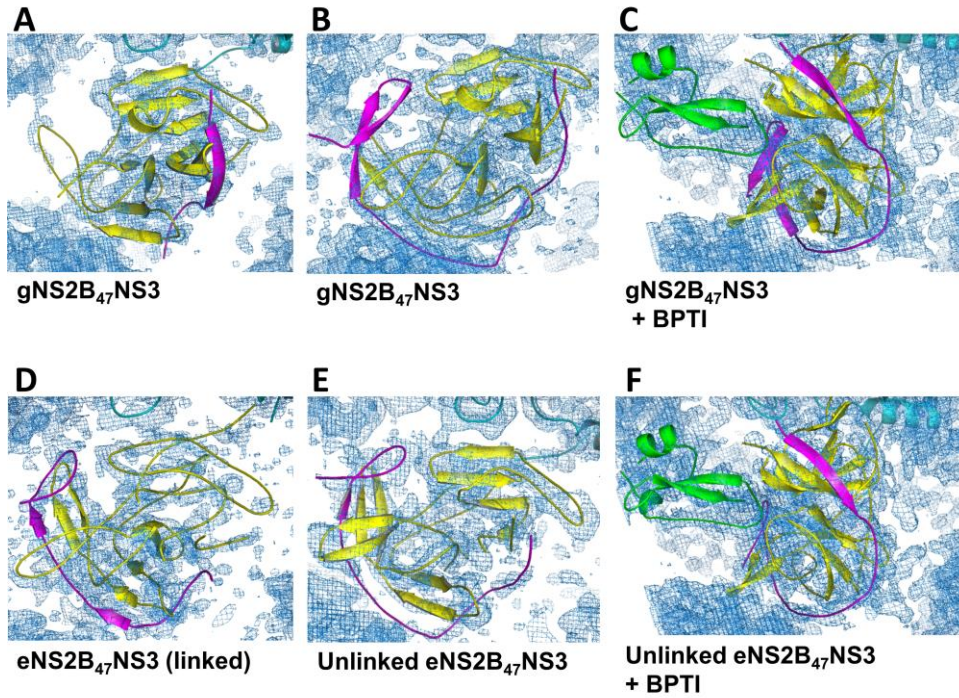 A
B
C
gNS2B₄₇NS3
gNS2B₄₇NS3
gNS2B₄₇NS3
+ BPTI
D
E
F
eNS2B₄₇NS3 (linked)
Unlinked eNS2B₄₇NS3
Unlinked eNS2B₄₇NS3
+ BPTI